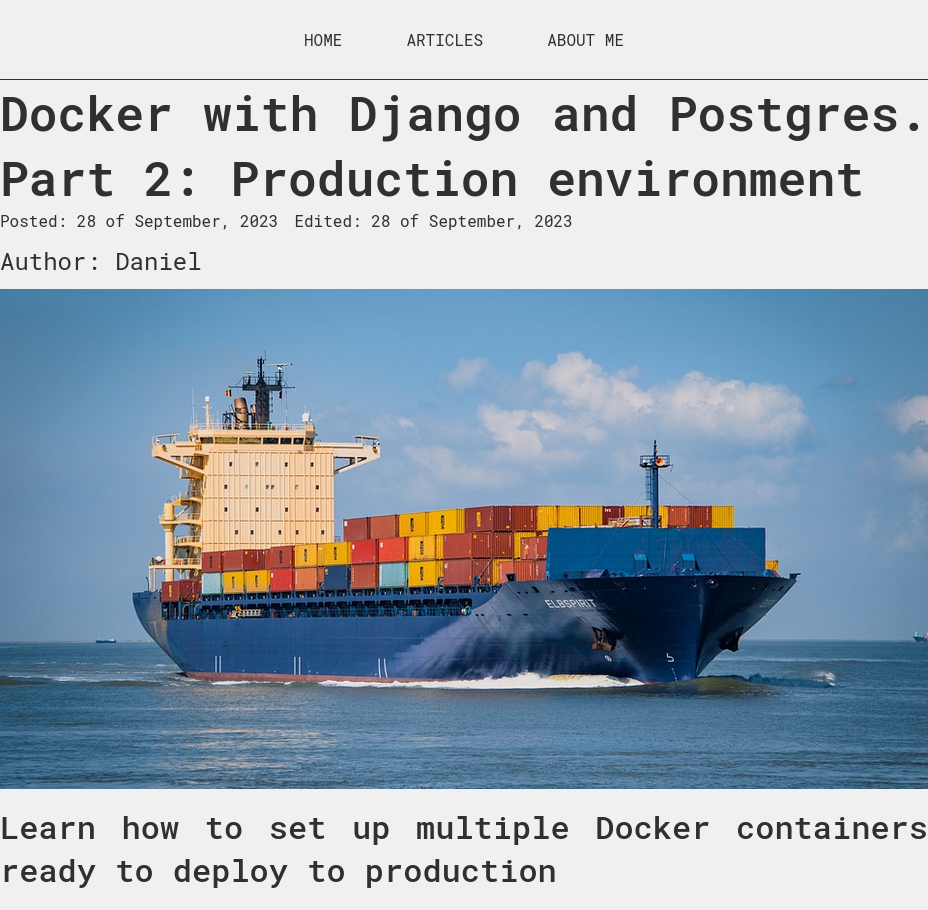 HOME ARTICLES ABOUT ME
Docker with Django and Postgres.
Part 2: Production environment
Posted: 28 of September, 2023 Edited: 28 of September, 2023
Author: Daniel
ELBSPIRIT
Learn how to set up multiple Docker containers
ready to deploy to production